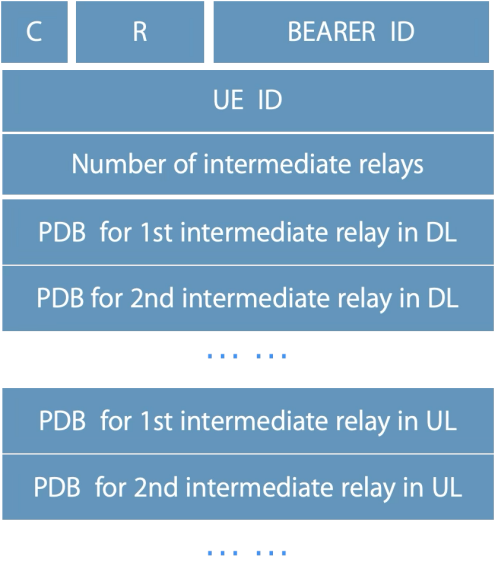 C R BEARER ID
UE ID
Number of intermediate relays
PDB for 1st intermediate relay in DL
PDB for 2nd intermediate relay in DL
... ...
PDB for 1st intermediate relay in UL
PDB for 2nd intermediate relay in UL
... ...